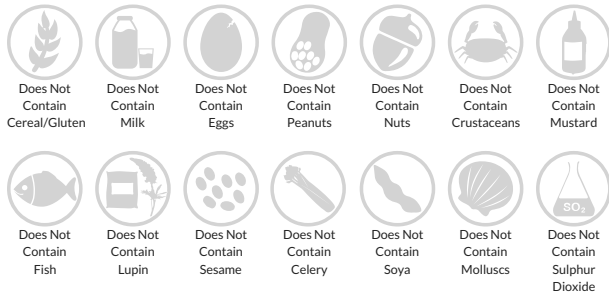 Does Not
Contain
Cereal/Gluten
Does Not
Contain
Milk
Does Not
Contain
Eggs
Does Not
Contain
Peanuts
Does Not
Contain
Nuts
Does Not
Contain
Crustaceans
Does Not
Contain
Mustard
SO₂
Does Not
Contain
Fish
Does Not
Contain
Lupin
Does Not
Contain
Sesame
Does Not
Contain
Celery
Does Not
Contain
Soya
Does Not
Contain
Molluscs
Does Not
Contain
Sulphur
Dioxide